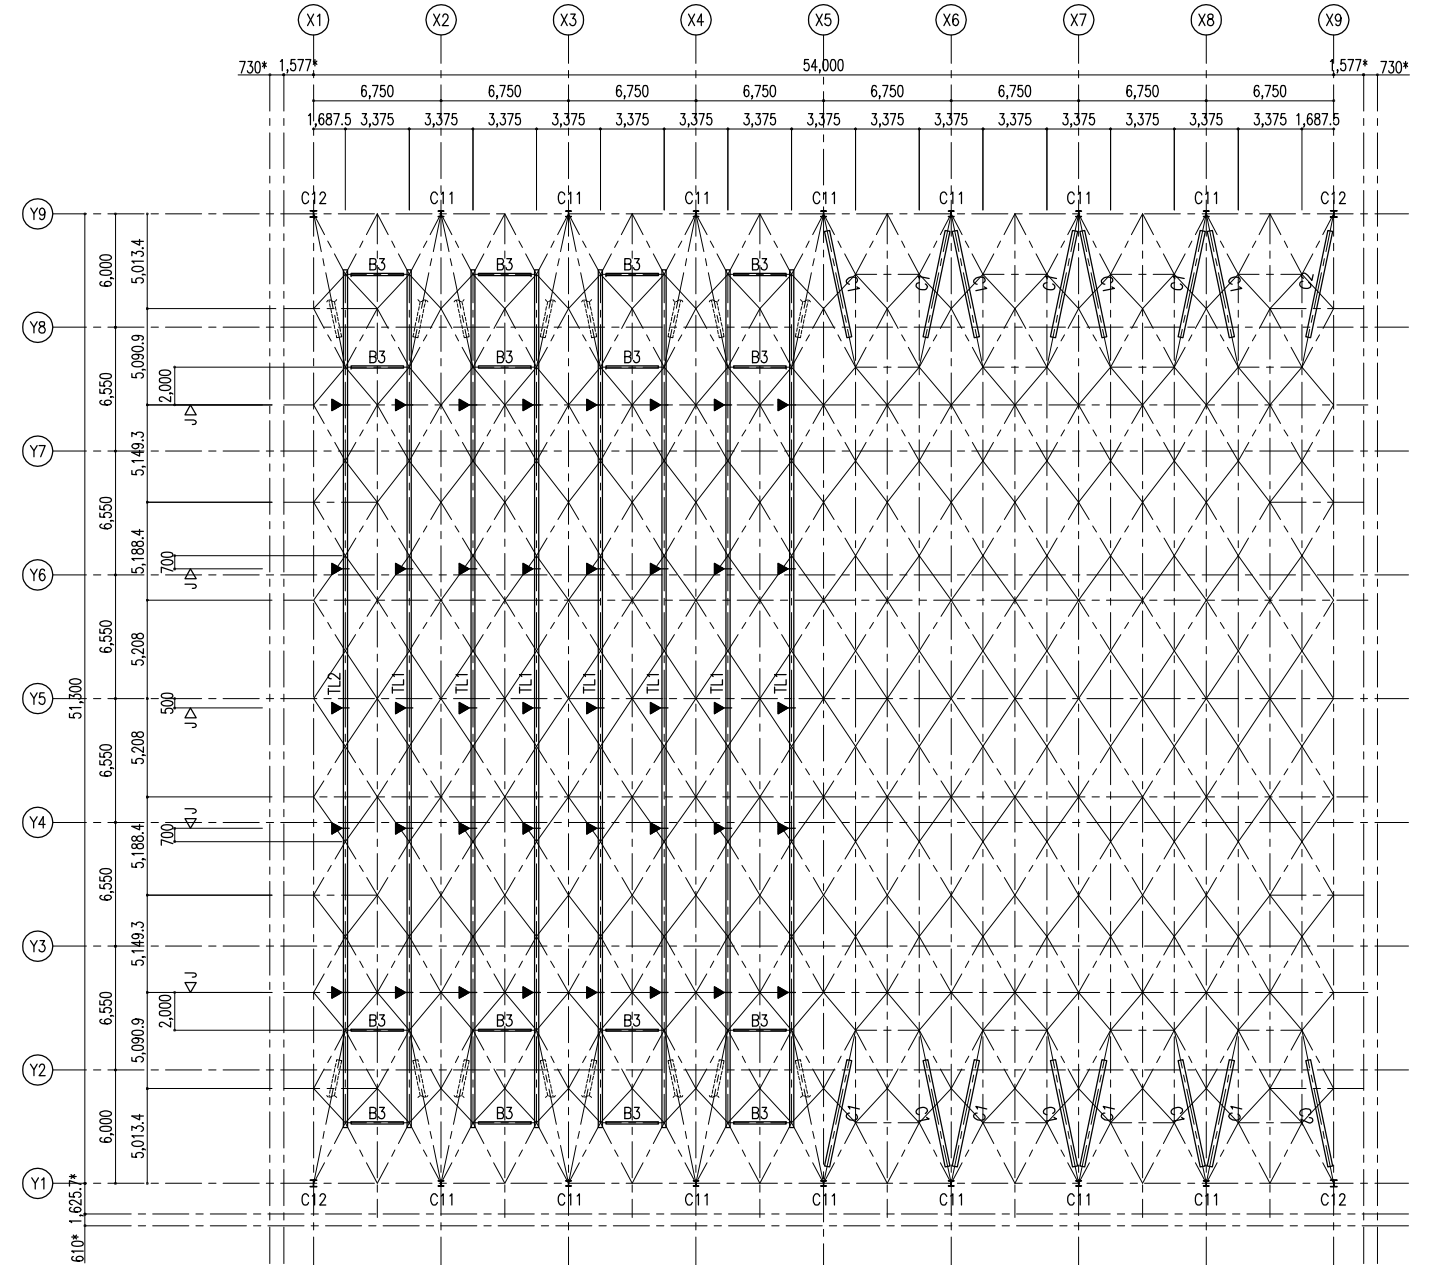 X1 X2 X3 X4 X5 X6 X7 X8 X9
730* 1,577* 54,000 1,577* 730*
6,750 6,750 6,750 6,750 6,750 6,750 6,750 6,750
1,687.5 3,375 3,375 3,375 3,375 3,375 3,375 3,375 3,375 3,375 3,375 3,375 3,375 3,375 3,375 3,375 1,687.5
C12 C11 C11 C11 C11 C11 C11 C11 C12
Y9
6,000 5,013.4
B3 B3 B3 B3
C1 C1 C1 C1 C1 C1 C1 C2
Y8
5,090.9
B3 B3 B3 B3
6,550 2,000
J
Y7
5,149.3
6,550
5,188.4
700
Y6
J
6,550 5,208
TL2 TL1 TL1 TL1 TL1 TL1 TL1 TL1
Y5
51,300 500
J
6,550 5,208
J
Y4
5,188.4 700
6,550
Y3
5,149.3
J
6,550 2,000
B3 B3 B3 B3
5,090.9
Y2
C1 C1 C1 C1 C1 C1 C1 C2
B3 B3 B3 B3
6,000 5,013.4
Y1
C12 C11 C11 C11 C11 C11 C11 C11 C12
1,625.7*
610*